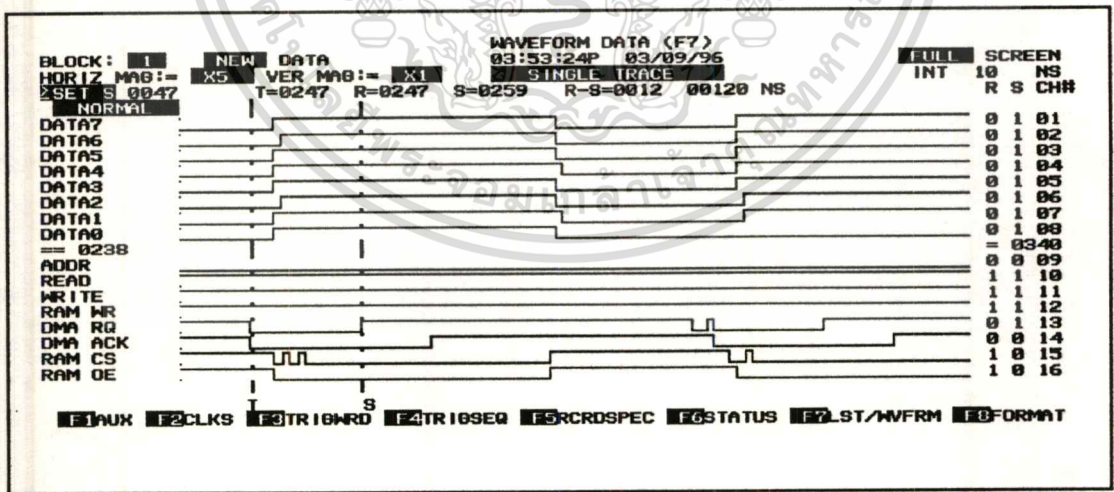 WAVEFORM DATA (F7)
BLOCK: 1 NEW DATA 03:53:24P 03/09/96 FULL SCREEN
HORIZ MAG:= X5 VER MAG:= X1 SINGLE TRACE INT 10 NS
SET S 0047 T=0247 R=0247 S=0259 R-S=0012 00120 NS R S CH#
NORMAL
DATA7 0 1 01
DATA6 0 1 02
DATA5 0 1 03
DATA4 0 1 04
DATA3 0 1 05
DATA2 0 1 06
DATA1 0 1 07
DATA0 0 1 08
== 0238 = 0340
ADDR 0 0 09
READ 1 1 10
WRITE 1 1 11
RAM WR 1 1 12
DMA RQ 0 1 13
DMA ACK 0 0 14
RAM CS 1 0 15
RAM OE 1 0 16
T S
F1AUX F2CLKS F3TRIGWRD F4TRIGSEQ F5RCRDSPEC F6STATUS F7LST/WVFRM F8FORMAT